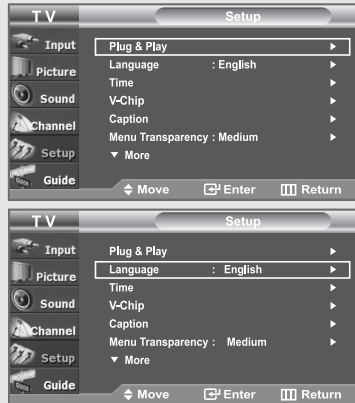 TV Setup
Input
Picture
Sound
Channel
Setup
Guide
Plug & Play
Language : English
Time
V-Chip
Caption
Menu Transparency : Medium
▼ More
Move Enter Return
TV Setup
Input
Picture
Sound
Channel
Setup
Guide
Plug & Play
Language : English
Time
V-Chip
Caption
Menu Transparency : Medium
▼ More
Move Enter Return